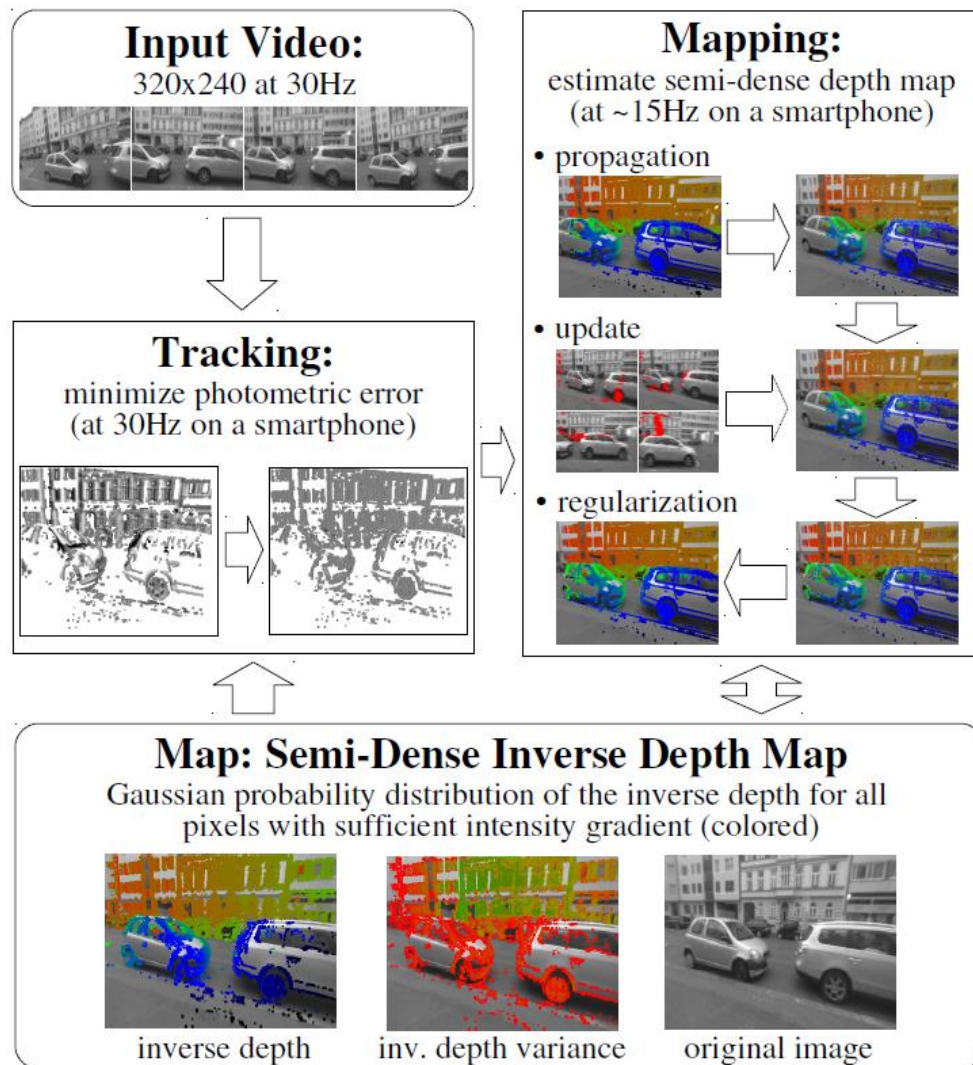 Input Video:
320x240 at 30Hz
Tracking:
minimize photometric error
(at 30Hz on a smartphone)
Mapping:
estimate semi-dense depth map
(at ~15Hz on a smartphone)
• propagation
• update
• regularization
Map: Semi-Dense Inverse Depth Map
Gaussian probability distribution of the inverse depth for all
pixels with sufficient intensity gradient (colored)
inverse depth
inv. depth variance
original image